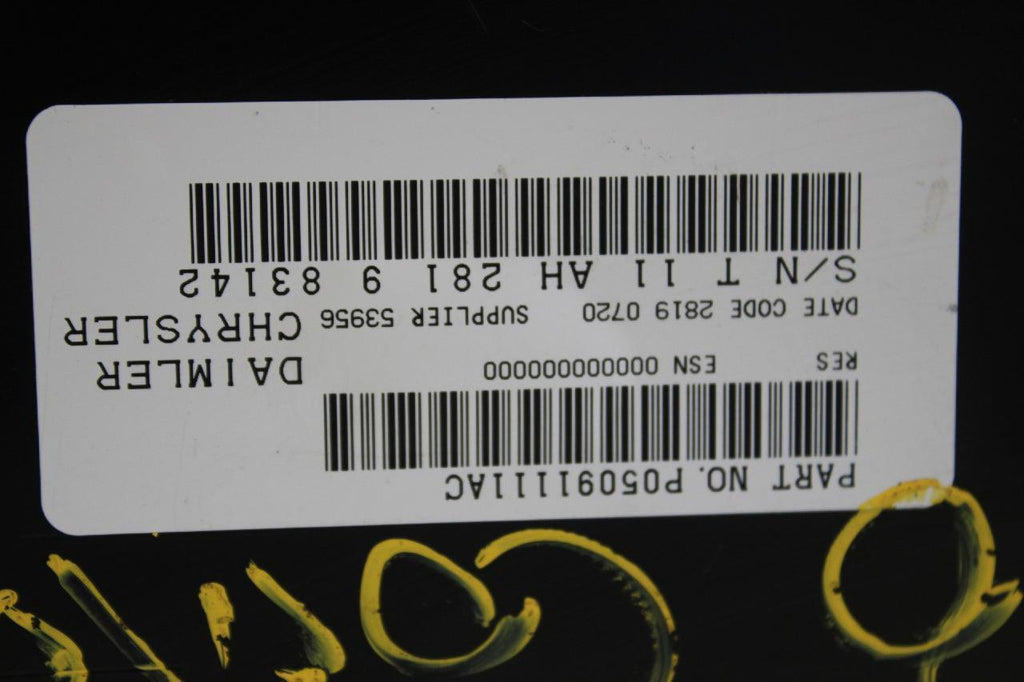 PART NO. P05091111AC
RES ESN 000000000000
DAIMLER
CHRYSLER
DATE CODE 2819 0720 SUPPLIER 53956
S/N T 11 AH 281 9 83142